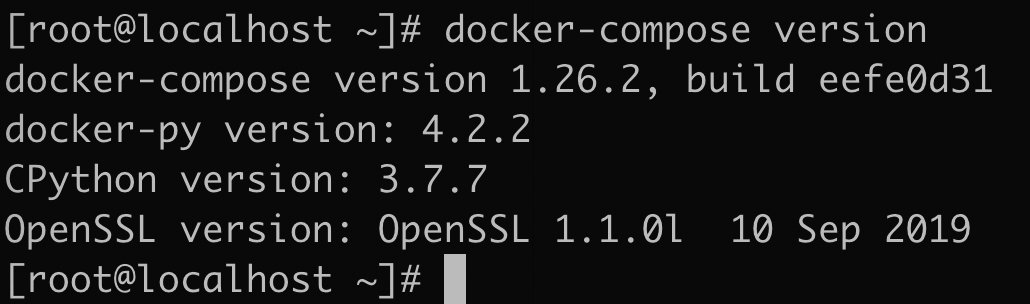 [root@localhost ~]# docker-compose version
docker-compose version 1.26.2, build eefe0d31
docker-py version: 4.2.2
CPython version: 3.7.7
OpenSSL version: OpenSSL 1.1.0l  10 Sep 2019
[root@localhost ~]#